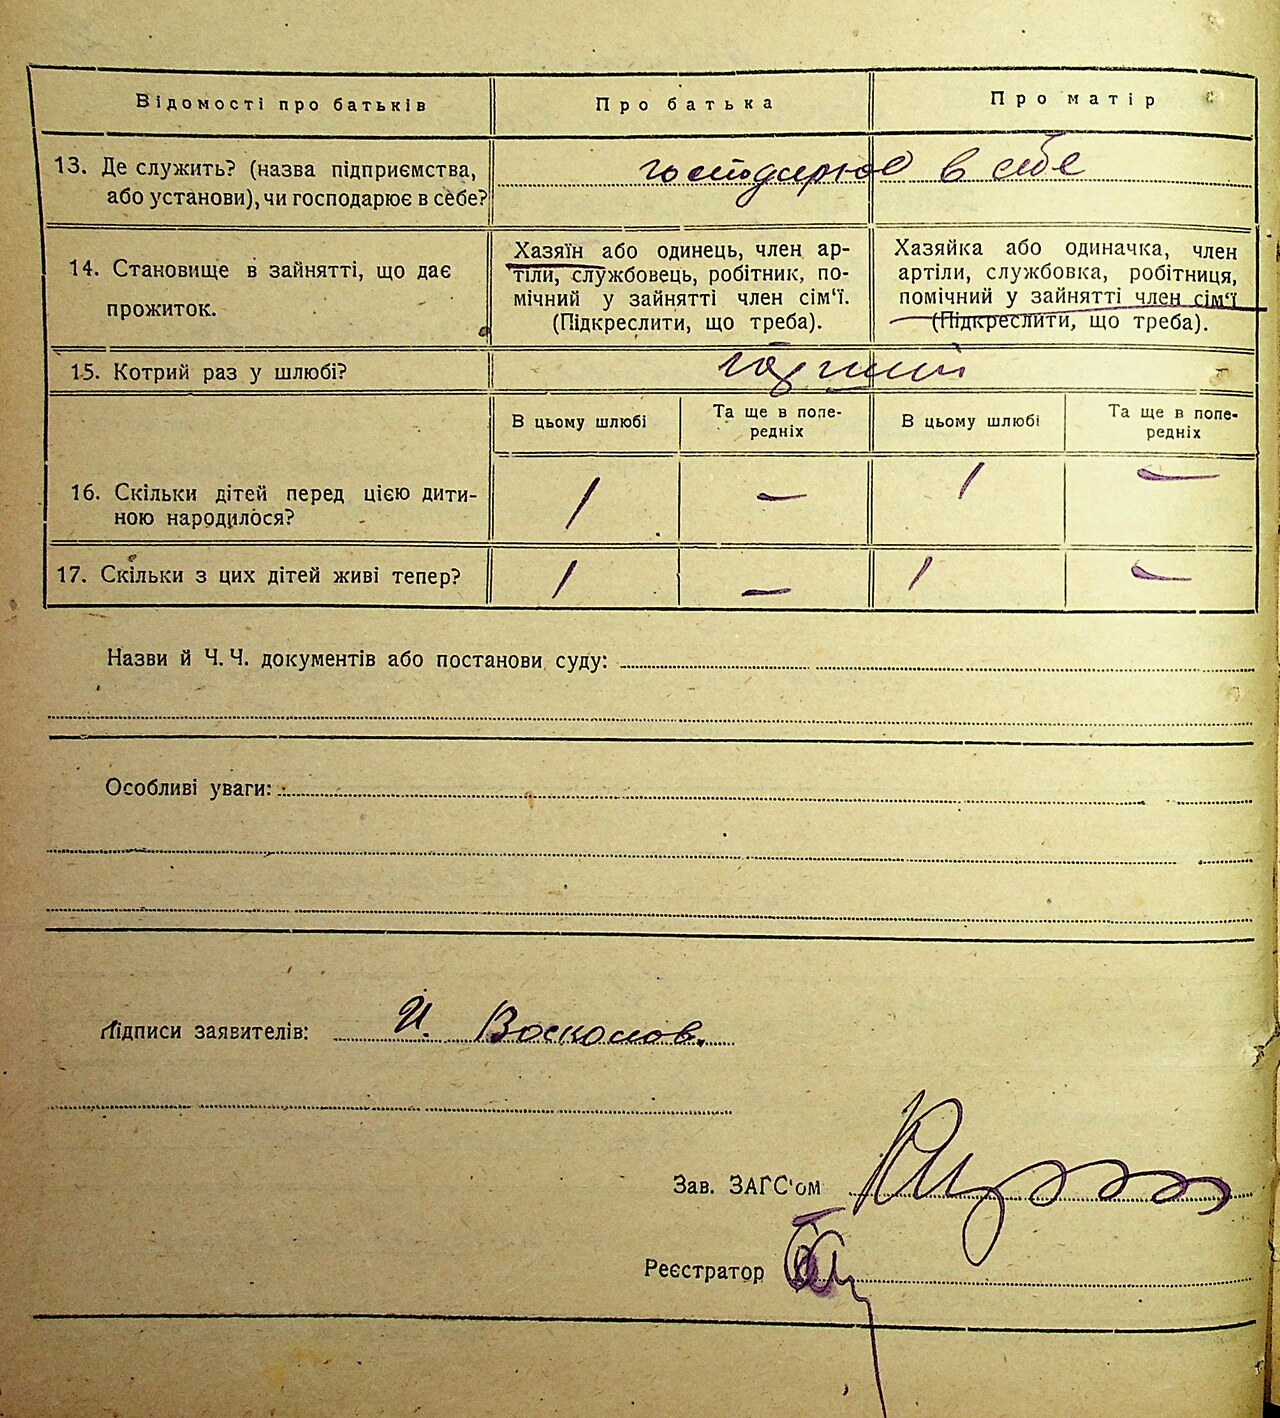 Відомості про батьків
Про батька
Про матір
13. Де служить? (назва підприємства,
або установи), чи господарює в себе?
господарює в себе
14. Становище в зайнятті, що дає
прожиток.
Хазяїн або одинець, член ар-
тіли, службовець, робітник, по-
мічний у зайнятті член сім'ї.
(Підкреслити, що треба).
Хазяйка або одиначка, член
артіли, службовка, робітниця,
помічний у зайнятті член сім'ї
(Підкреслити, що треба).
15. Котрий раз у шлюбі?
В цьому шлюбі
Та ще в попе-
редніх
В цьому шлюбі
Та ще в попе-
редніх
16. Скільки дітей перед цією дити-
ною народилося?
1 – 1 –
17. Скільки з цих дітей живі тепер?
1 – 1 –
Назви й Ч. Ч. документів або постанови суду:
Особливі уваги:
Підписи заявителів: И.
Зав. ЗАГС'ом
Реєстратор